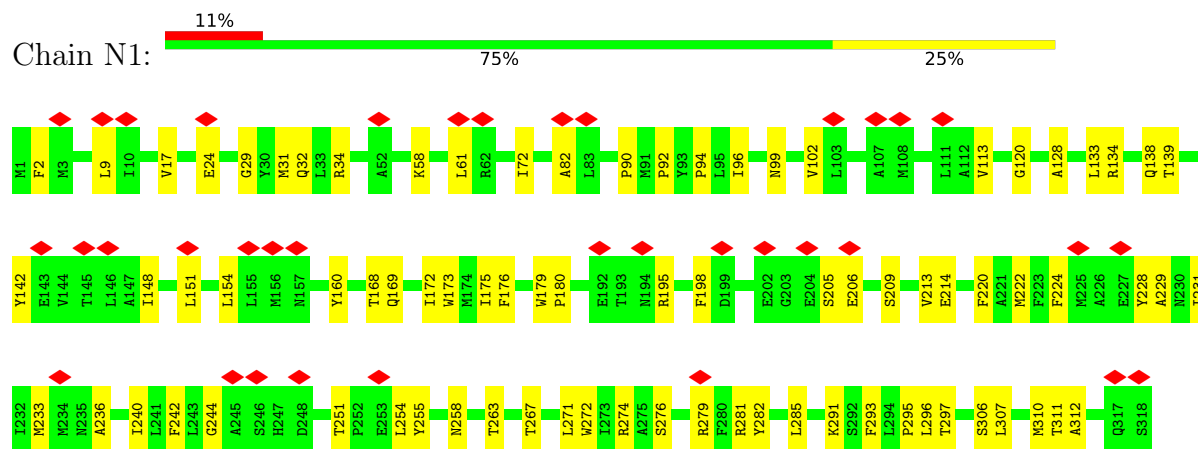 11%
Chain N1:
75% 25%
M1 F2 M3 L9 I10 V17 E24 G29 Y30 M31 Q32 L33 R34 A52 K58 L61 R62 I72 A82 L83 P90 M91 P92 Y93 P94 L95 I96 N99 V102 L103 A107 M108 L111 A112 V113 G120 A128 L133 R134 Q138 T139
Y142 E143 V144 T145 L146 A147 I148 L151 L154 L155 M156 N157 Y160 T168 Q169 I172 W173 M174 I175 F176 W179 P180 E192 T193 N194 R195 F198 D199 E202 G203 E204 S205 E206 S209 V213 E214 F220 A221 M222 F223 F224 M225 A226 E227 Y228 A229 N230 I231
I232 M233 M234 N235 A236 I240 L241 F242 L243 G244 A245 S246 H247 D248 T251 P252 E253 L254 Y255 N258 T263 T267 L271 W272 I273 R274 A275 S276 R279 F280 R281 Y282 L285 K291 S292 F293 L294 P295 L296 T297 S306 L307 M310 T311 A312 Q317 S318